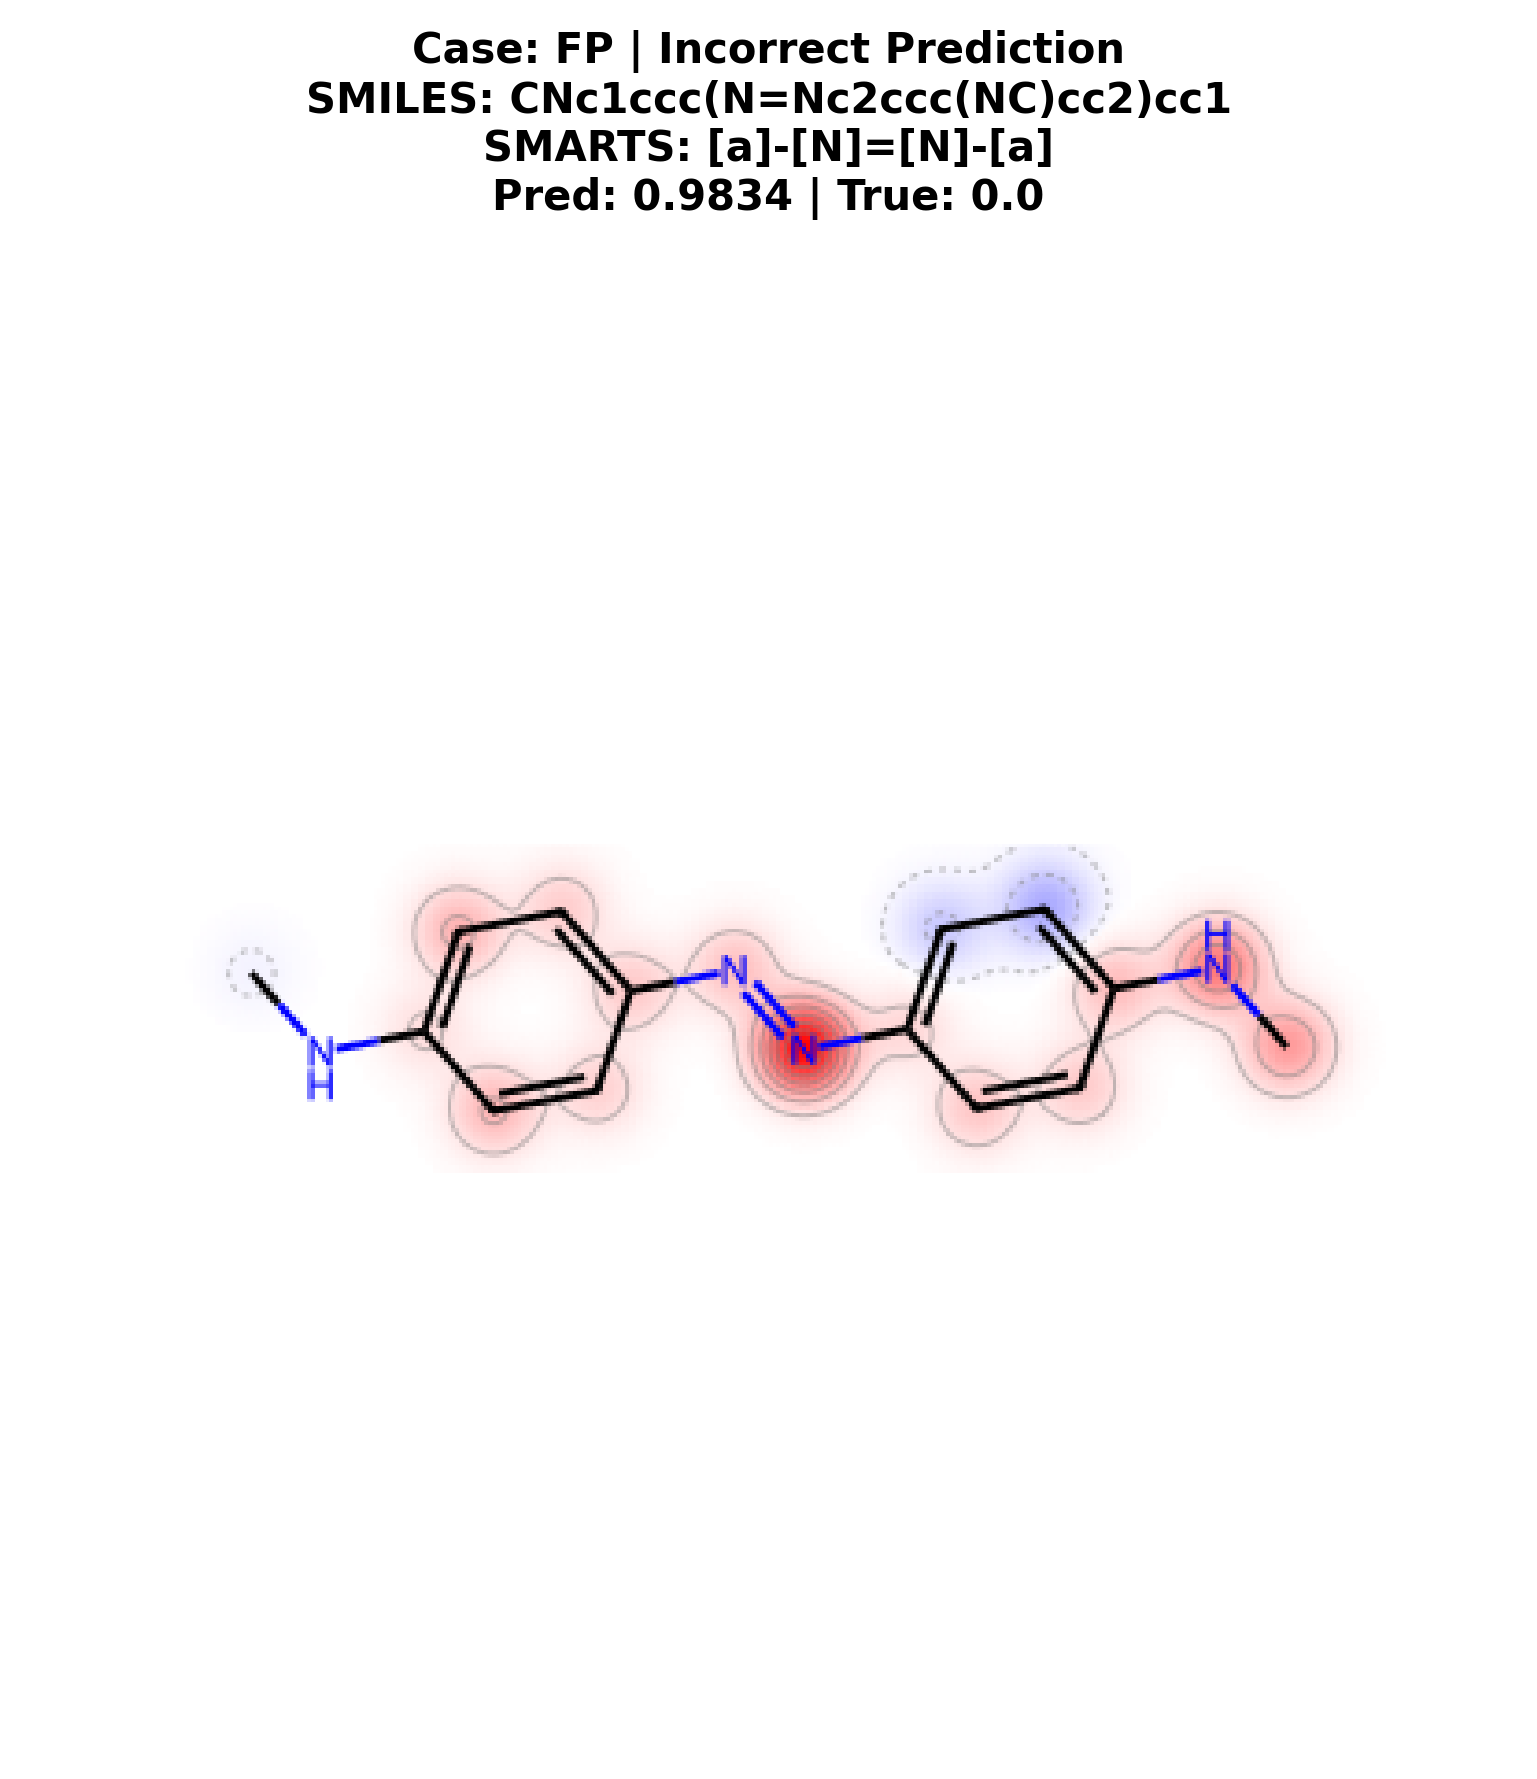 Case: FP | Incorrect Prediction
SMILES: CNc1ccc(N=Nc2ccc(NC)cc2)cc1
SMARTS: [a]-[N]=[N]-[a]
Pred: 0.9834 | True: 0.0
H
N
N
N
N
H